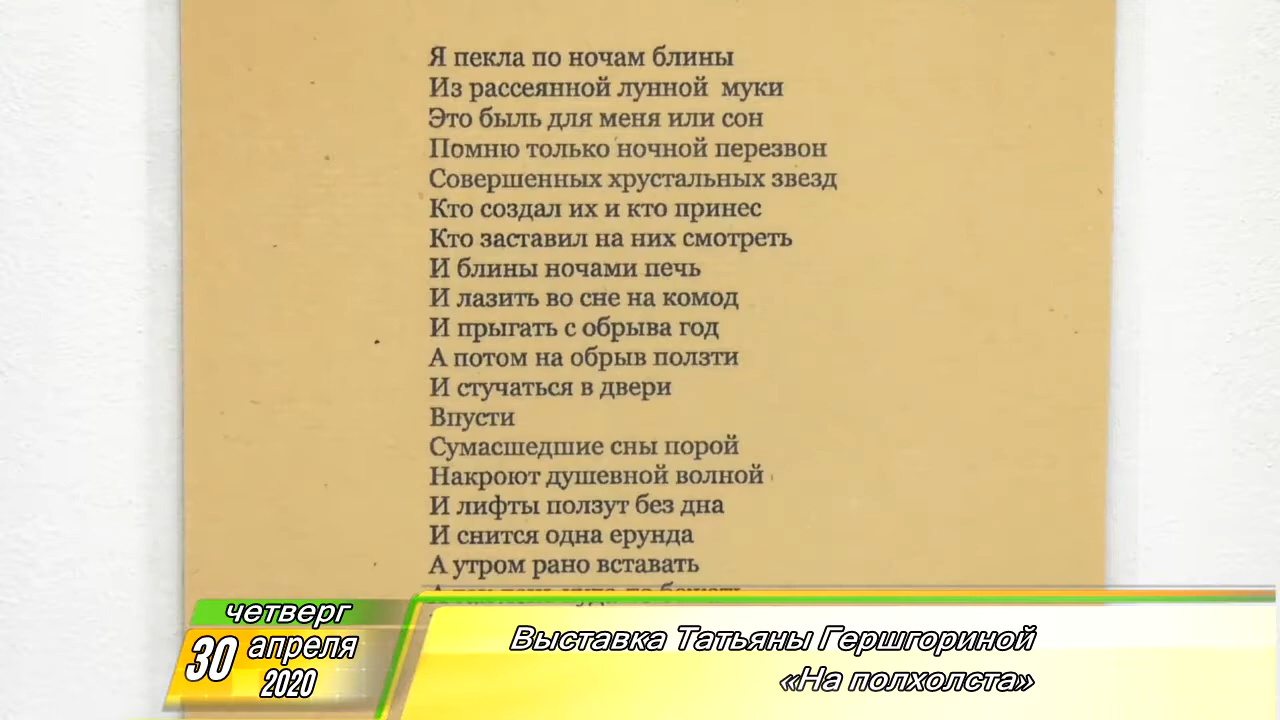 Я пекла по ночам блины
Из рассеянной лунной муки
Это быль для меня или сон
Помню только ночной перезвон
Совершенных хрустальных звезд
Кто создал их и кто принес
Кто заставил на них смотреть
И блины ночами печь
И лазить во сне на комод
И прыгать с обрыва год
А потом на обрыв ползти
И стучаться в двери
Впусти
Сумасшедшие сны порой
Накроют душевной волной
И лифты ползут без дна
И снится одна ерунда
А утром рано вставать
четверг
30 апреля
2020
Выставка Татьяны Гершгориной
«На полхолста»